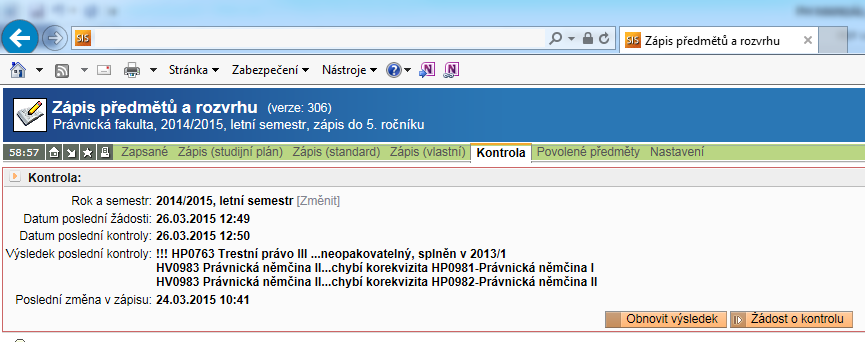 SIS
SIS Zápis předmětů a rozvrhu
Stránka Zabezpečení Nástroje
Zápis předmětů a rozvrhu (verze: 306)
Právnická fakulta, 2014/2015, letní semestr, zápis do 5. ročníku
58:57 Zapsané Zápis (studijní plán) Zápis (standard) Zápis (vlastní) Kontrola Povolené předměty Nastavení
Kontrola:
Rok a semestr: 2014/2015, letní semestr [Změnit]
Datum poslední žádosti: 26.03.2015 12:49
Datum poslední kontroly: 26.03.2015 12:50
Výsledek poslední kontroly: !!! HP0763 Trestní právo III ...neopakovatelný, splněn v 2013/1
HV0983 Právnická němčina II...chybí korekvizita HP0981-Právnická němčina I
HV0983 Právnická němčina II...chybí korekvizita HP0982-Právnická němčina II
Poslední změna v zápisu: 24.03.2015 10:41
Obnovit výsledek Žádost o kontrolu